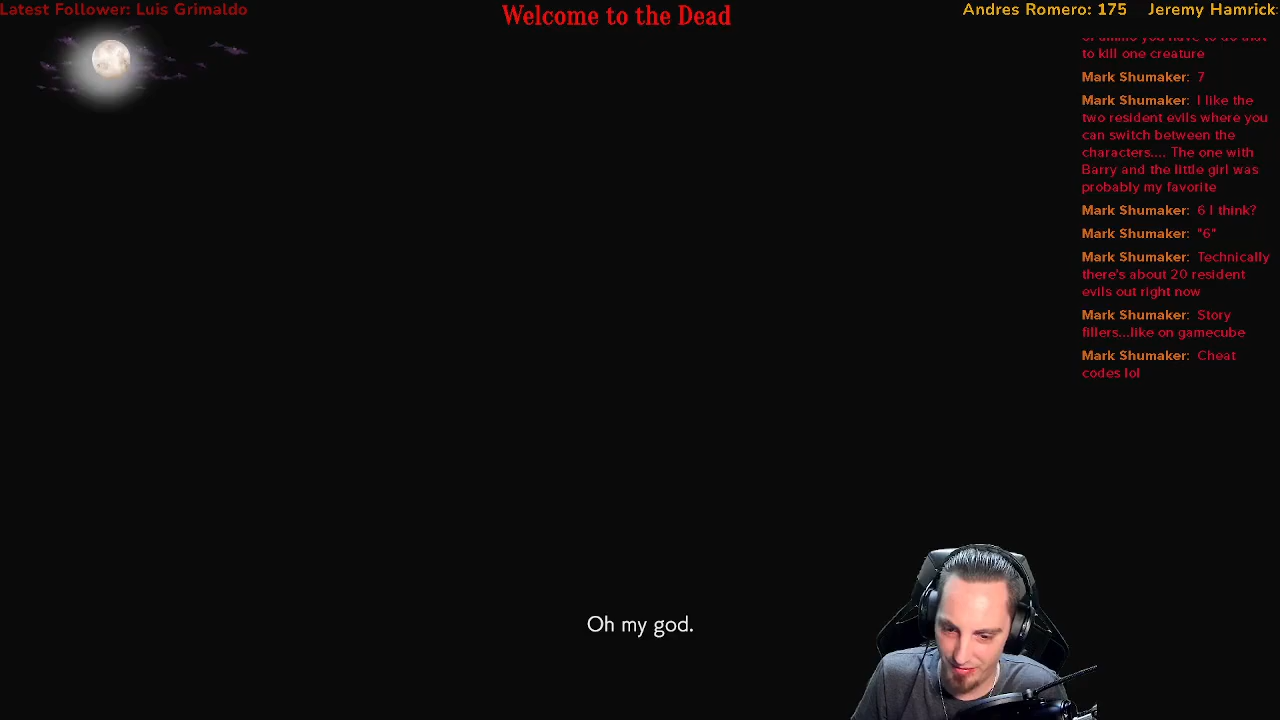 Latest Follower: Luis Grimaldo
Welcome to the Dead
Andres Romero: 175 Jeremy Hamrick
to kill one creature
Mark Shumaker: 7
Mark Shumaker: I like the
two resident evils where you
can switch between the
characters.... The one with
Barry and the little girl was
probably my favorite
Mark Shumaker: 6 I think?
Mark Shumaker: "6"
Mark Shumaker: Technically
there's about 20 resident
evils out right now
Mark Shumaker: Story
fillers...like on gamecube
Mark Shumaker: Cheat
codes lol
Oh my god.